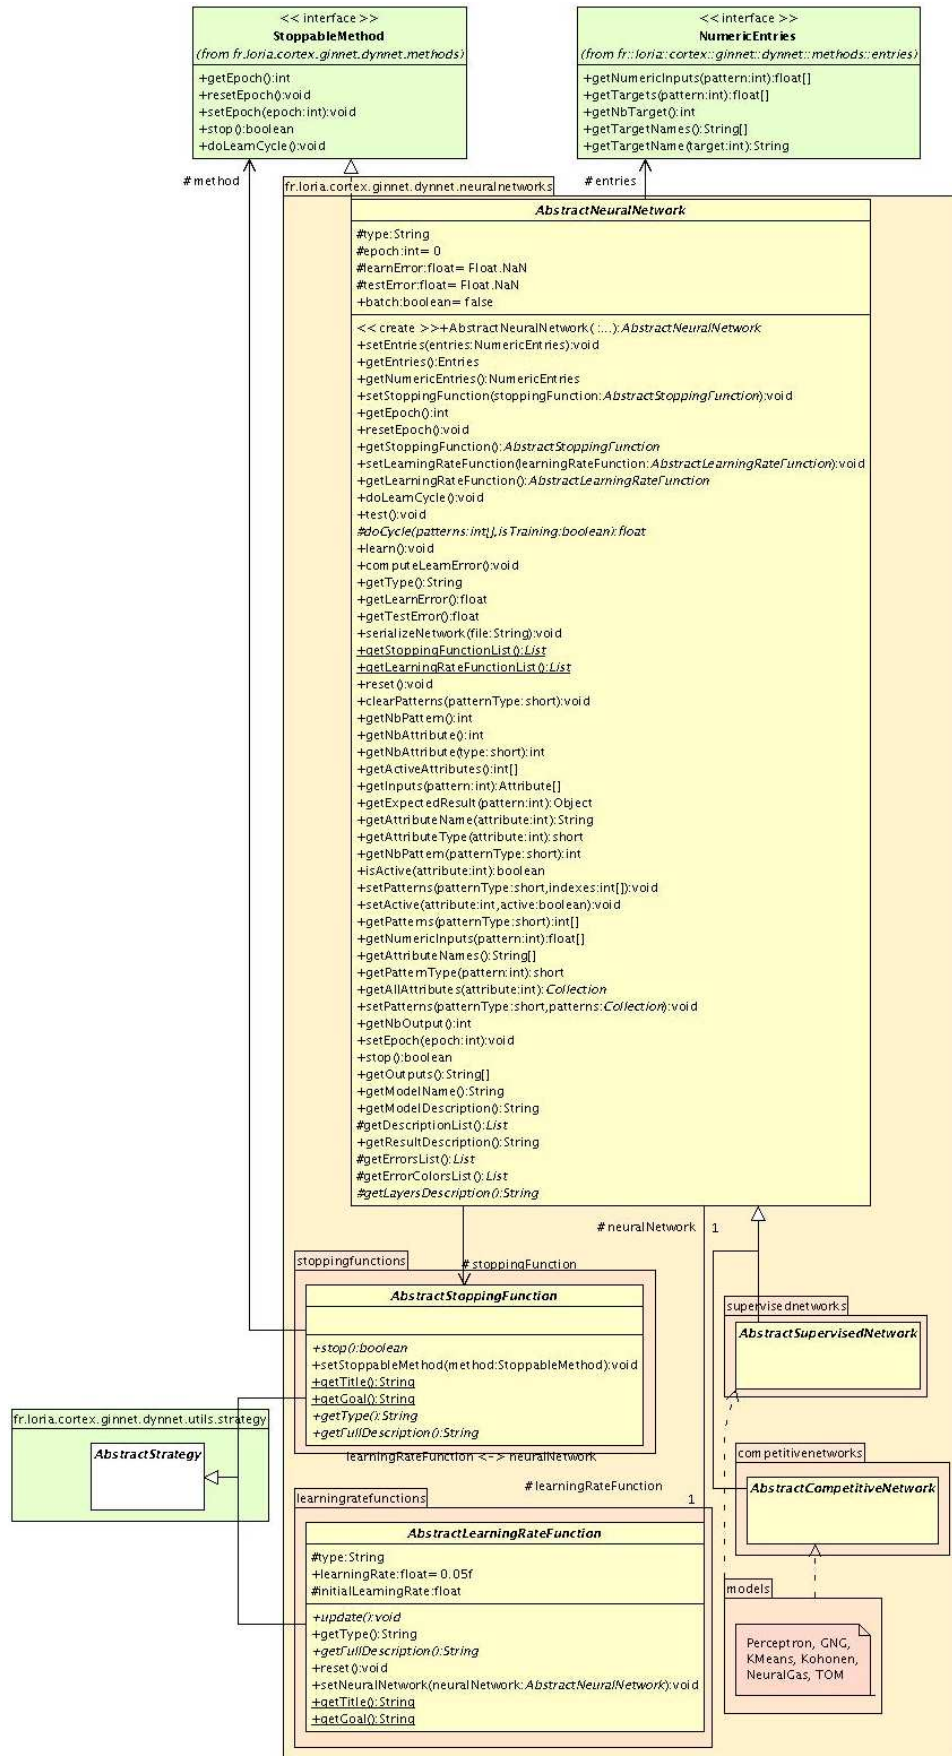 << interface >>
StoppableMethod
(from fr.loria.cortex.ginnet.dynnet.methods)
+getEpoch():int
+resetEpoch():void
+setEpoch(epoch:int):void
+stop():boolean
+doLearnCycle():void
<< interface >>
NumericEntries
(from fr::loria::cortex::ginnet::dynnet::methods::entries)
+getNumericInputs(pattern:int):float[]
+getTargets(pattern:int):float[]
+getNbTarget():int
+getTargetNames():String[]
+getTargetName(target:int):String
# method
# entries
fr.loria.cortex.ginnet.dynnet.neuralnetworks
AbstractNeuralNetwork
#type:String
#epoch:int= 0
#learnError:float= Float.NaN
#testError:float= Float.NaN
+batch:boolean= false
<< create >>+AbstractNeuralNetwork( :...):AbstractNeuralNetwork
+setEntries(entries:NumericEntries):void
+getEntries():Entries
+getNumericEntries():NumericEntries
+setStoppingFunction(stoppingFunction:AbstractStoppingFunction):void
+getEpoch():int
+resetEpoch():void
+getStoppingFunction():AbstractStoppingFunction
+setLearningRateFunction(learningRateFunction:AbstractLearningRateFunction):void
+getLearningRateFunction():AbstractLearningRateFunction
+doLearnCycle():void
+test():void
#doCycle(patterns:int[],isTraining:boolean):float
+learn():void
+computeLearnError():void
+getType():String
+getLearnError():float
+getTestError():float
+serializeNetwork(file:String):void
+getStoppingFunctionList():List
+getLearningRateFunctionList():List
+reset():void
+clearPatterns(patternType:short):void
+getNbPattern():int
+getNbAttribute():int
+getNbAttribute(type:short):int
+getActiveAttributes():int[]
+getInputs(pattern:int):Attribute[]
+getExpectedResult(pattern:int):Object
+getAttributeName(attribute:int):String
+getAttributeType(attribute:int):short
+getNbPattern(patternType:short):int
+isActive(attribute:int):boolean
+setPatterns(patternType:short,indexes:int[]):void
+setActive(attribute:int,active:boolean):void
+getPatterns(patternType:short):int[]
+getNumericInputs(pattern:int):float[]
+getAttributeNames():String[]
+getPatternType(pattern:int):short
+getAllAttributes(attribute:int):Collection
+setPatterns(patternType:short,patterns:Collection):void
+getNbOutput():int
+setEpoch(epoch:int):void
+stop():boolean
+getOutputs():String[]
+getModelName():String
+getModelDescription():String
#getDescriptionList():List
+getResultDescription():String
#getErrorsList():List
#getErrorColorsList():List
#getLayersDescription():String
# neuralNetwork 1
stoppingfunctions
# stoppingFunction
AbstractStoppingFunction
+stop():boolean
+setStoppableMethod(method:StoppableMethod):void
+getTitle():String
+getGoal():String
+getType():String
+getFullDescription():String
supervisednetworks
AbstractSupervisedNetwork
fr.loria.cortex.ginnet.dynnet.utils.strategy
AbstractStrategy
learningRateFunction <-> neuralNetwork
competitivenetworks
AbstractCompetitiveNetwork
# learningRateFunction
1
learningratefunctions
AbstractLearningRateFunction
#type:String
+learningRate:float= 0.05f
#initialLearningRate:float
+update():void
+getType():String
+getFullDescription():String
+reset():void
+setNeuralNetwork(neuralNetwork:AbstractNeuralNetwork):void
+getTitle():String
+getGoal():String
models
Perceptron, GNG,
KMeans, Kohonen,
NeuralGas, TOM